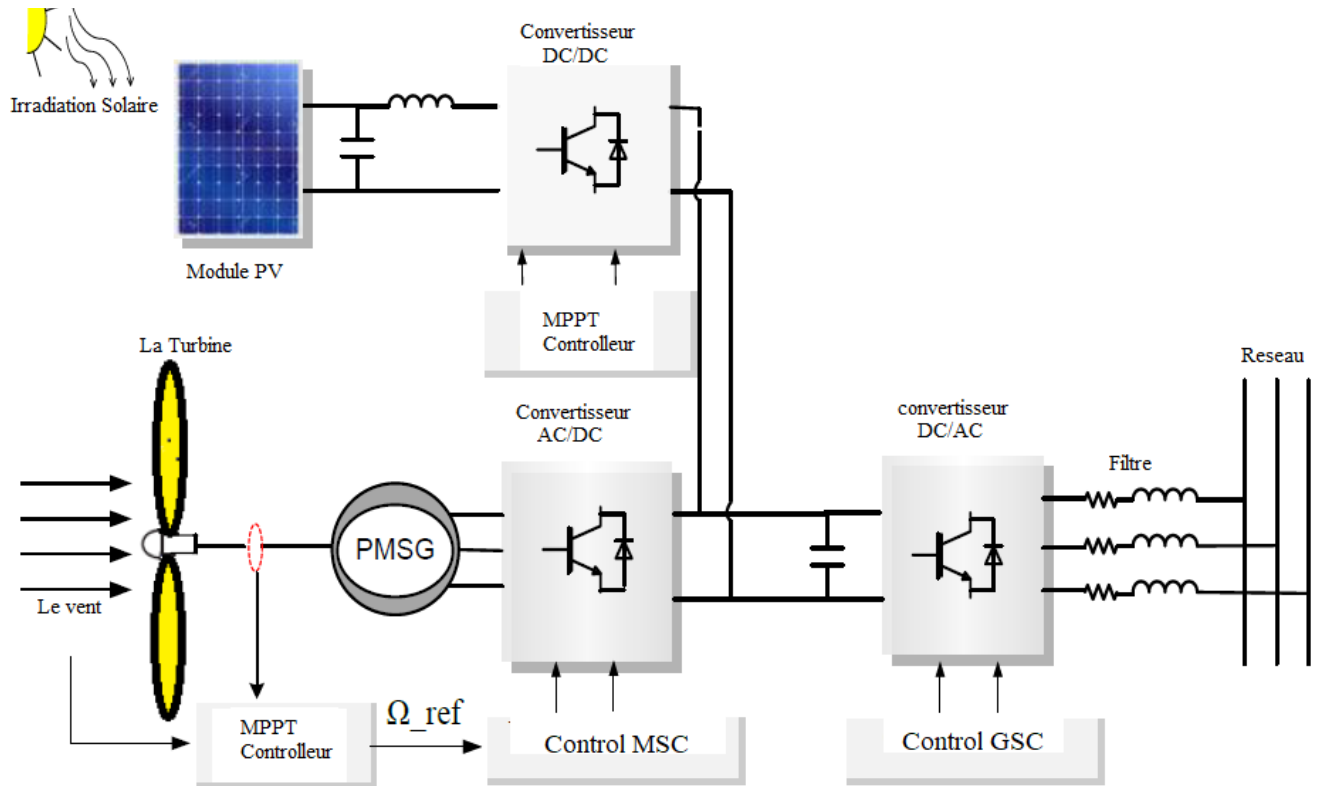 Convertisseur
DC/DC
Irradiation Solaire
Module PV
MPPT
Controlleur
La Turbine
Reseau
Convertisseur
AC/DC
convertisseur
DC/AC
Filtre
PMSG
Le vent
MPPT
Controlleur
Ω_ref
Control MSC
Control GSC